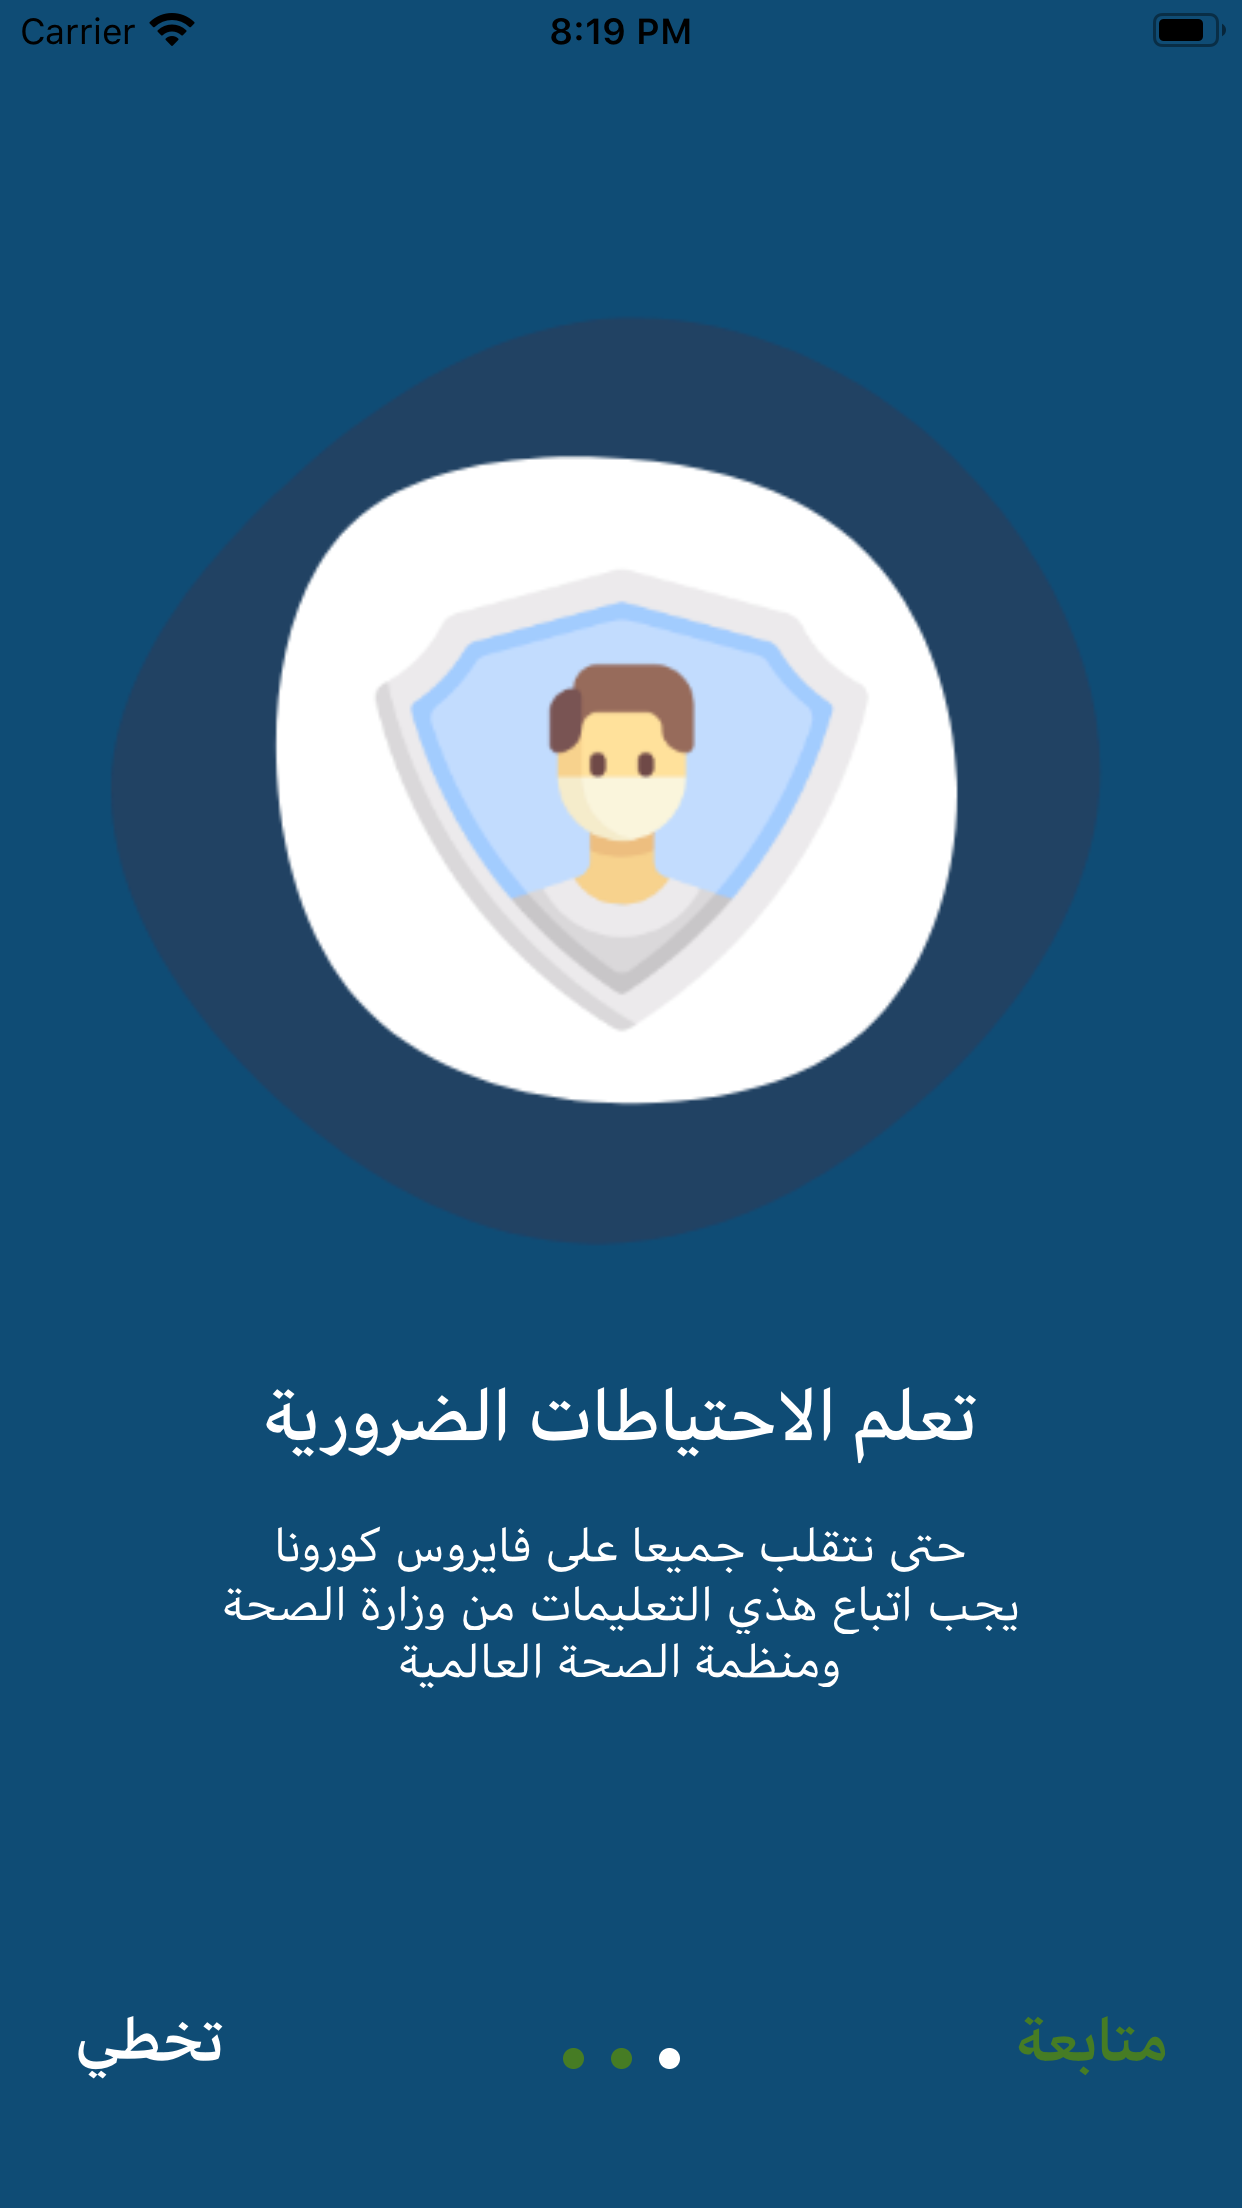 Carrier
8:19 PM
تعلم الاحتياطات الضرورية
حتى نتقلب جميعا على فايروس كورونا
يجب اتباع هذي التعليمات من وزارة الصحة
ومنظمة الصحة العالمية
متابعة
تخطي